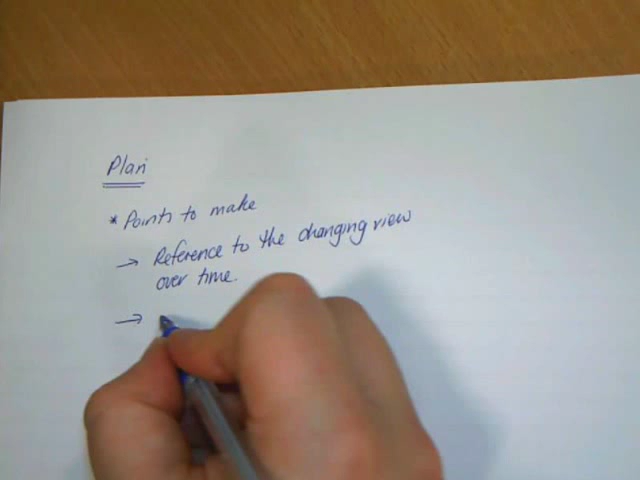 Plan
* Points to make
→ Reference to the changing view
over time.
→